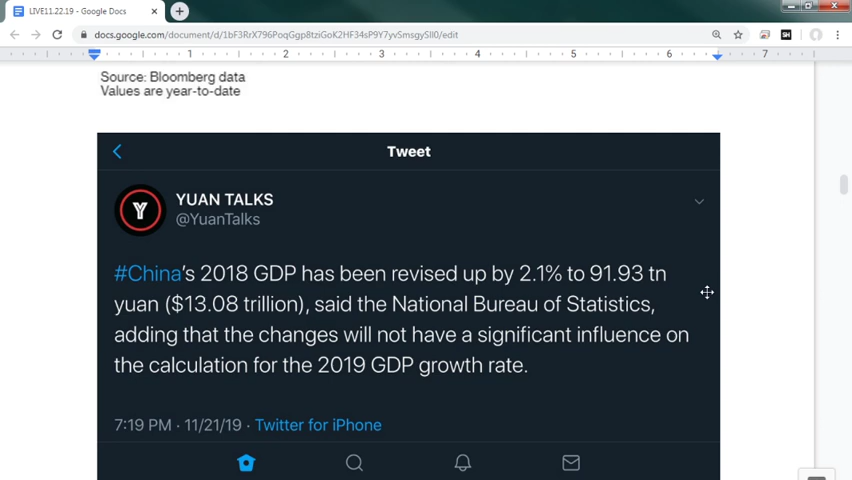 LIVE11.22.19 - Google Docs
docs.google.com/document/d/1bF3RrX796PoqGgp8tziGoK2HF34sP9Y7yvSmsgySlI0/edit
1 2 3 4 5 6 7
Source: Bloomberg data
Values are year-to-date
Tweet
YUAN TALKS
@YuanTalks
#China's 2018 GDP has been revised up by 2.1% to 91.93 tn
yuan ($13.08 trillion), said the National Bureau of Statistics,
adding that the changes will not have a significant influence on
the calculation for the 2019 GDP growth rate.
7:19 PM · 11/21/19 · Twitter for iPhone